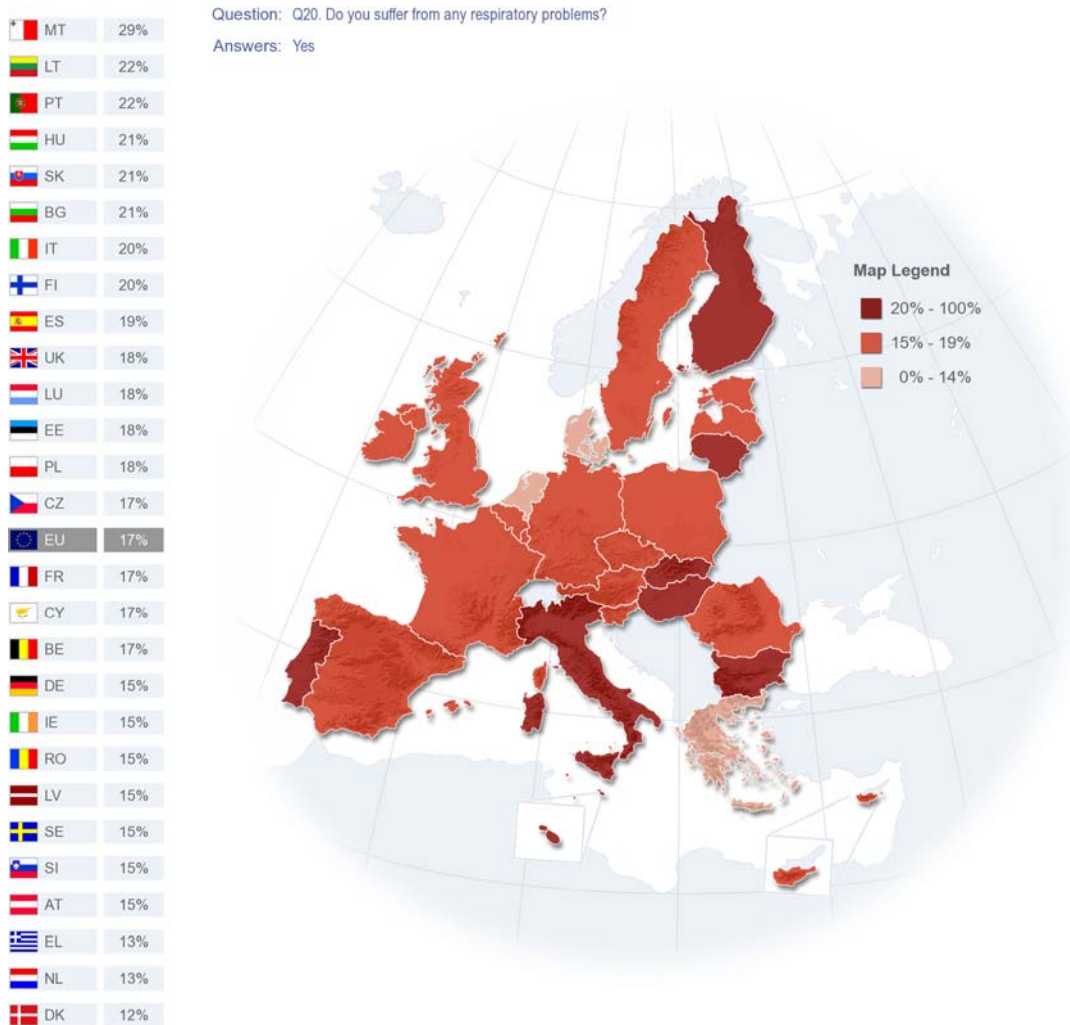 Question: Q20. Do you suffer from any respiratory problems?
Answers: Yes
MT 29%
LT 22%
PT 22%
HU 21%
SK 21%
BG 21%
IT 20%
FI 20%
ES 19%
UK 18%
LU 18%
EE 18%
PL 18%
CZ 17%
EU 17%
FR 17%
CY 17%
BE 17%
DE 15%
IE 15%
RO 15%
LV 15%
SE 15%
SI 15%
AT 15%
EL 13%
NL 13%
DK 12%
Map Legend
20% - 100%
15% - 19%
0% - 14%